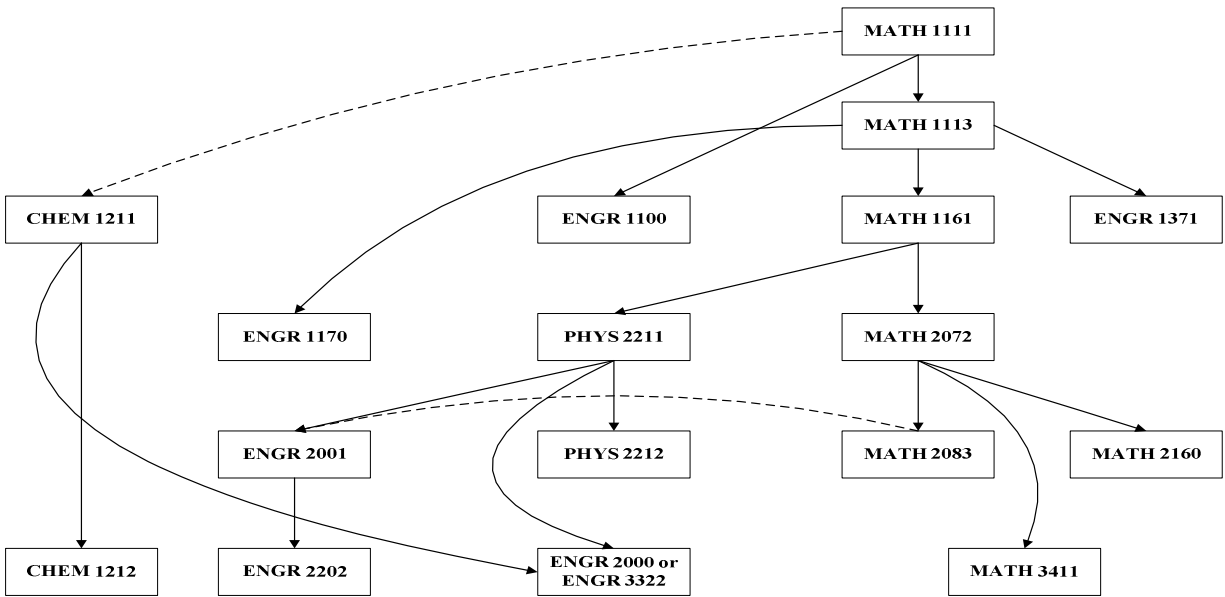 MATH 1111
MATH 1113
CHEM 1211
ENGR 1100
MATH 1161
ENGR 1371
ENGR 1170
PHYS 2211
MATH 2072
ENGR 2001
PHYS 2212
MATH 2083
MATH 2160
CHEM 1212
ENGR 2202
ENGR 2000 or
ENGR 3322
MATH 3411